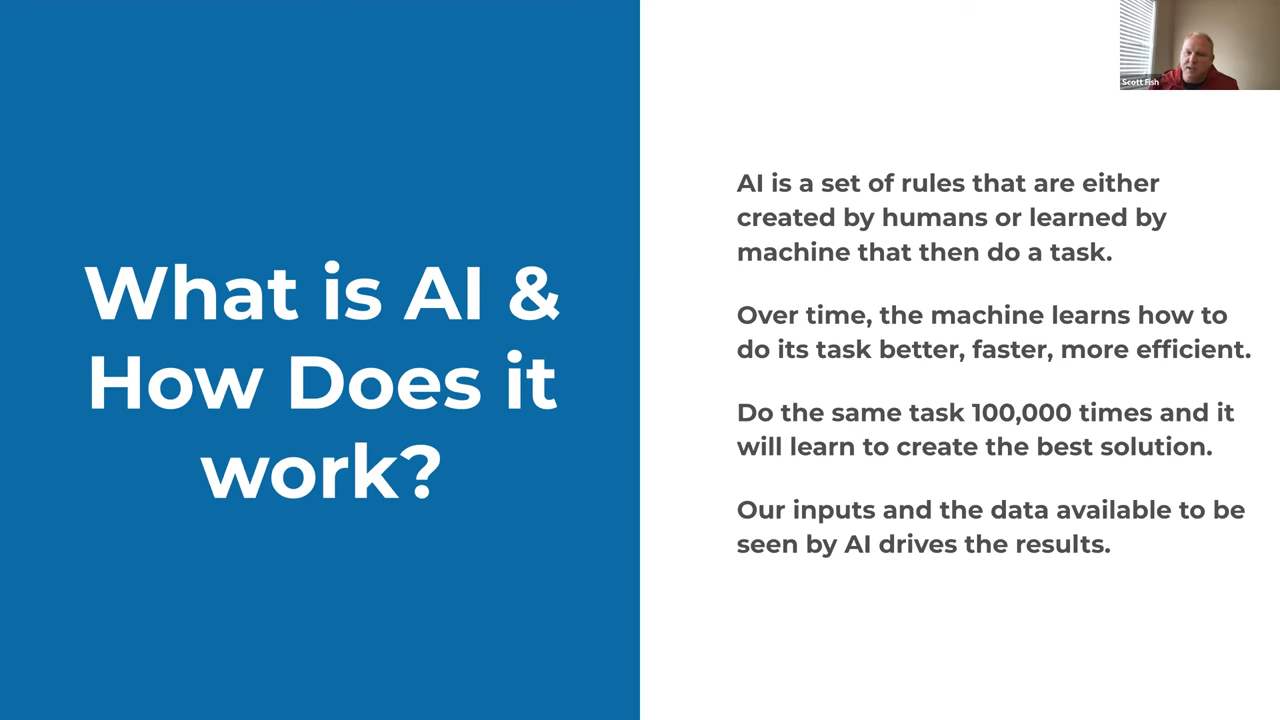 What is AI &
How Does it
work?
AI is a set of rules that are either
created by humans or learned by
machine that then do a task.
Over time, the machine learns how to
do its task better, faster, more efficient.
Do the same task 100,000 times and it
will learn to create the best solution.
Our inputs and the data available to be
seen by AI drives the results.
Scott Fish